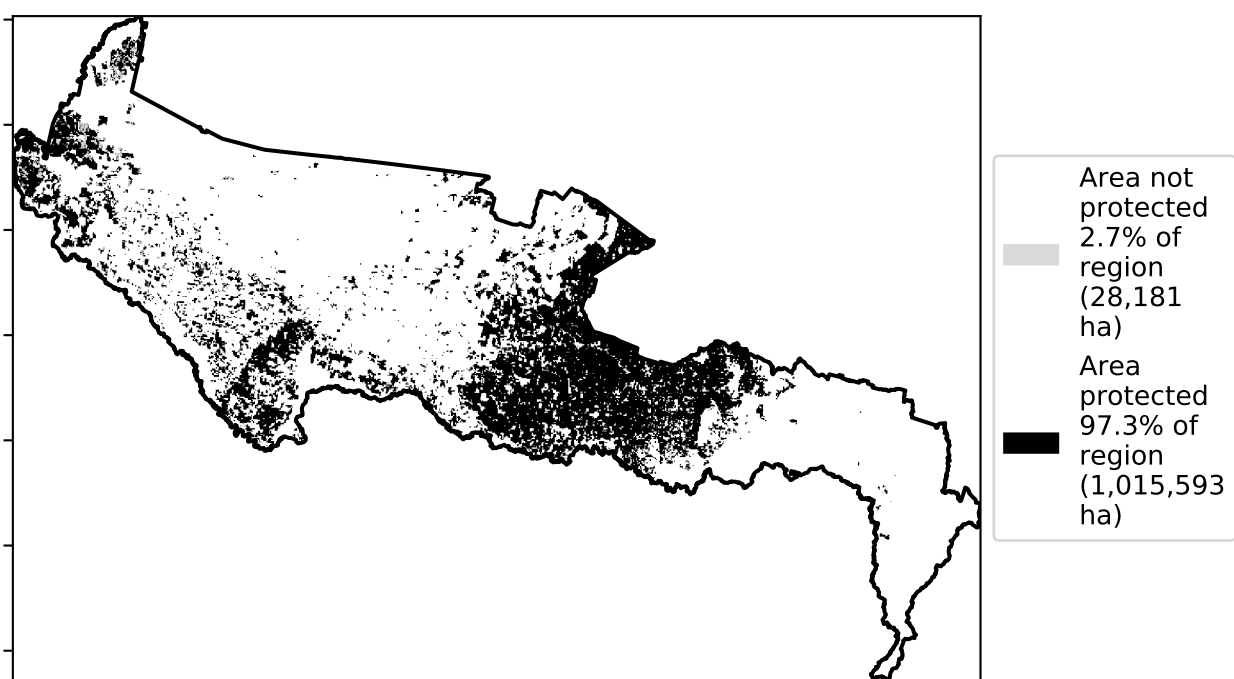 Area not
protected
2.7% of
region
(28,181
ha)
Area
protected
97.3% of
region
(1,015,593
ha)